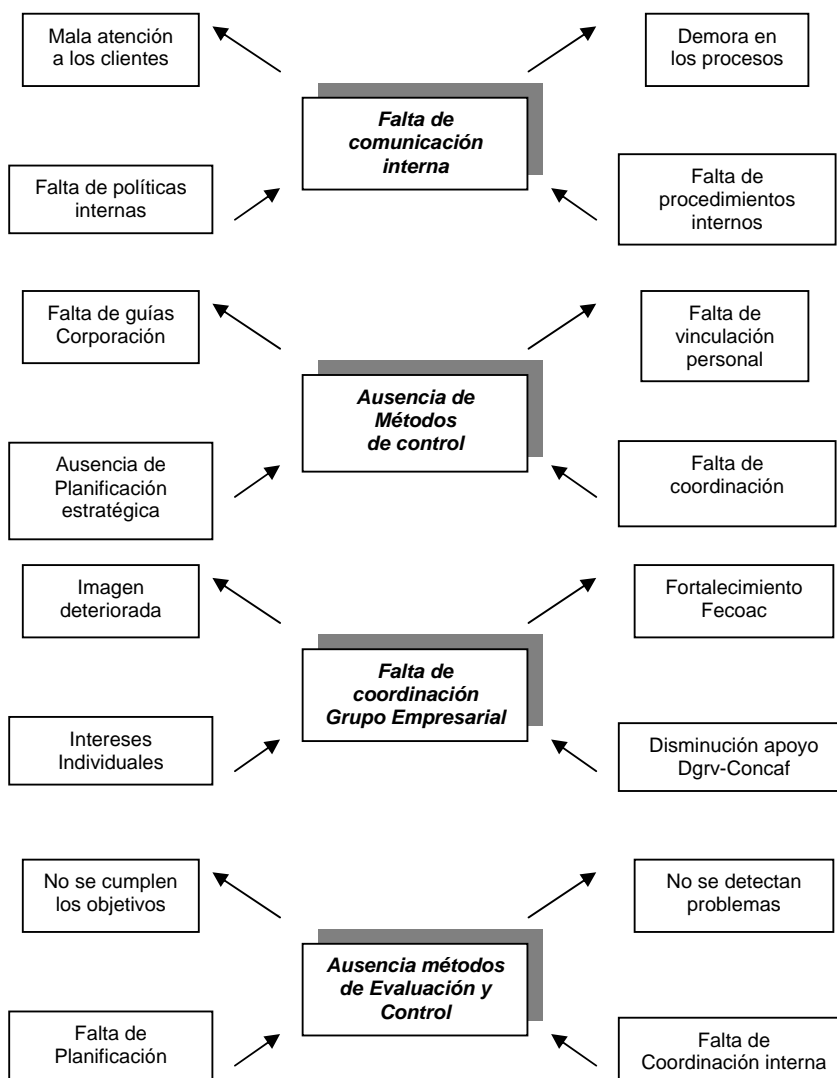 Mala atención
a los clientes
Demora en
los procesos
Falta de
comunicación
interna
Falta de políticas
internas
Falta de
procedimientos
internos
Falta de guías
Corporación
Falta de
vinculación
personal
Ausencia de
Métodos
de control
Ausencia de
Planificación
estratégica
Falta de
coordinación
Imagen
deteriorada
Fortalecimiento
Fecoac
Falta de
coordinación
Grupo Empresarial
Intereses
Individuales
Disminución apoyo
Dgrv-Concaf
No se cumplen
los objetivos
No se detectan
problemas
Ausencia métodos
de Evaluación y
Control
Falta de
Planificación
Falta de
Coordinación interna